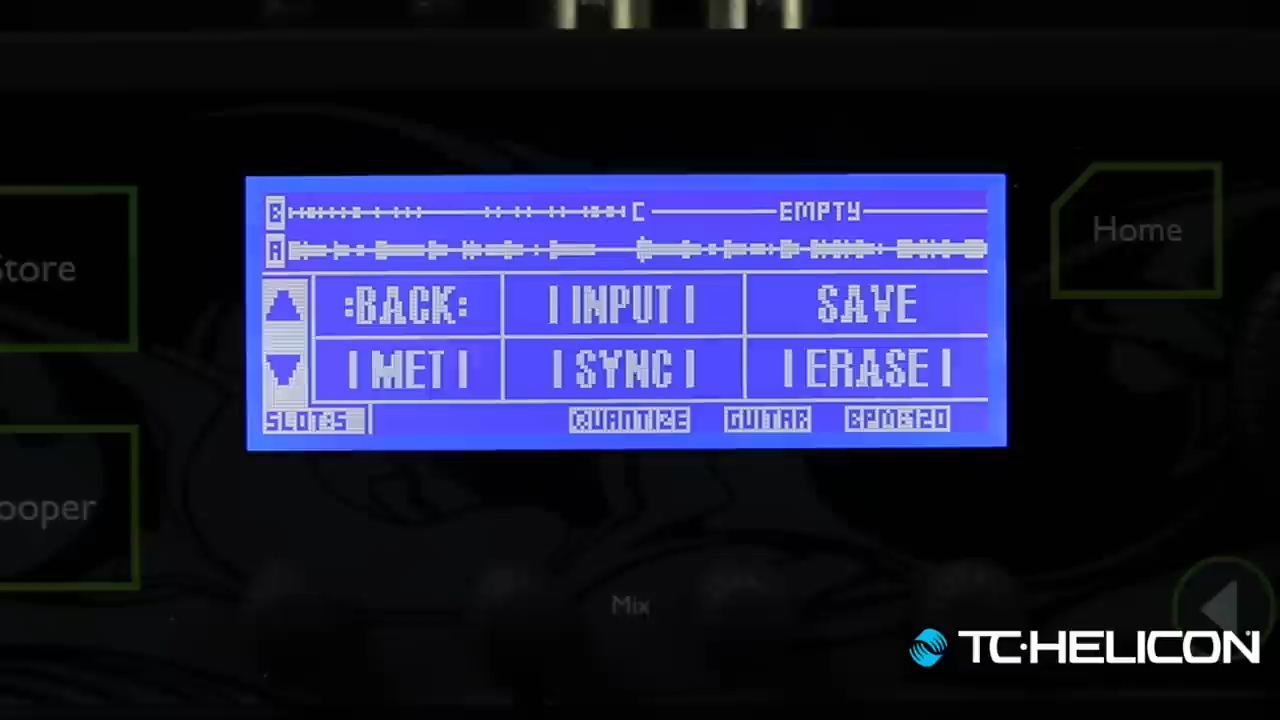 B C EMPTY
A
:BACK: | INPUT | SAVE
| MET | | SYNC | | ERASE |
SLOT:5 QUANTIZE GUITAR BPM:120
Store
Home
ooper
Mix
TC·HELICON